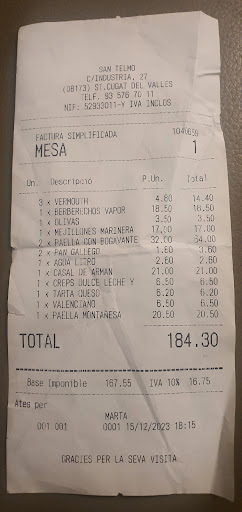 SAN TELMO
C/INDUSTRIA, 27
(08173) ST.CUGAT DEL VALLES
TELF. 93 576 70 11
NIF: 52933011-Y IVA INCLOS
FACTURA SIMPLIFICADA 1040659
MESA 1
Un. Descripció P.Un. Total
3 x VERMOUTH 4.80 14.40
1 x BERBERECHOS VAPOR 18.50 18.50
1 x OLIVAS 3.50 3.50
1 x MEJILLONES MARINERA 17.00 17.00
2 x PAELLA CON BOGAVANTE 32.00 64.00
2 x PAN GALLEGO 1.80 3.60
1 x AGUA LITRO 2.60 2.60
1 x CASAL DE ARMAN 21.00 21.00
1 x CREPS DULCE LECHE Y 6.50 6.50
1 x TARTA QUESO 6.20 6.20
1 x VALENCIANO 6.50 6.50
1 x PAELLA MONTAÑESA 20.50 20.50
TOTAL 184.30
Base Imponible 167.55 IVA 10% 16.75
Ates per
MARTA
001 001 0001 15/12/2023 16:15
GRACIES PER LA SEVA VISITA